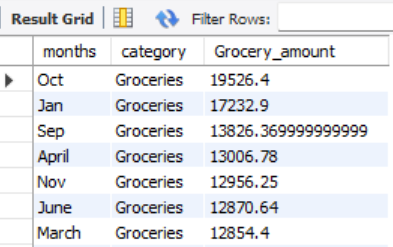 Result Grid Filter Rows:
months category Grocery_amount
Oct Groceries 19526.4
Jan Groceries 17232.9
Sep Groceries 13826.369999999999
April Groceries 13006.78
Nov Groceries 12956.25
June Groceries 12870.64
March Groceries 12854.4